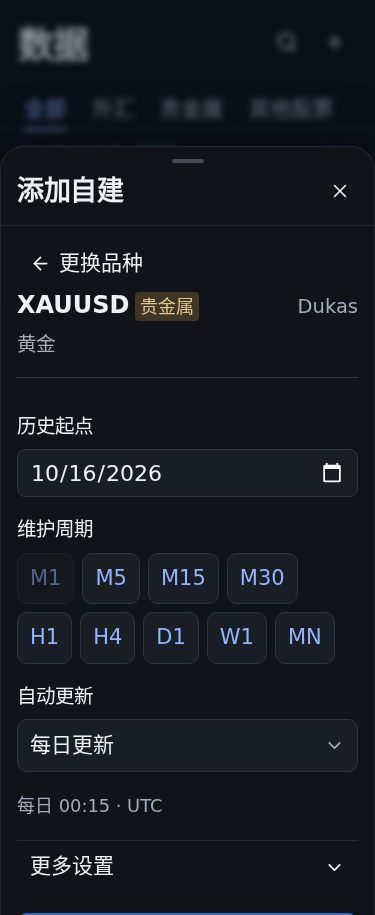 数据
全部 外汇 贵金属 其他股票
添加自建
更换品种
XAUUSD 贵金属 Dukas
黄金
历史起点
10/16/2026
维护周期
M1 M5 M15 M30
H1 H4 D1 W1 MN
自动更新
每日更新
每日 00:15 · UTC
更多设置